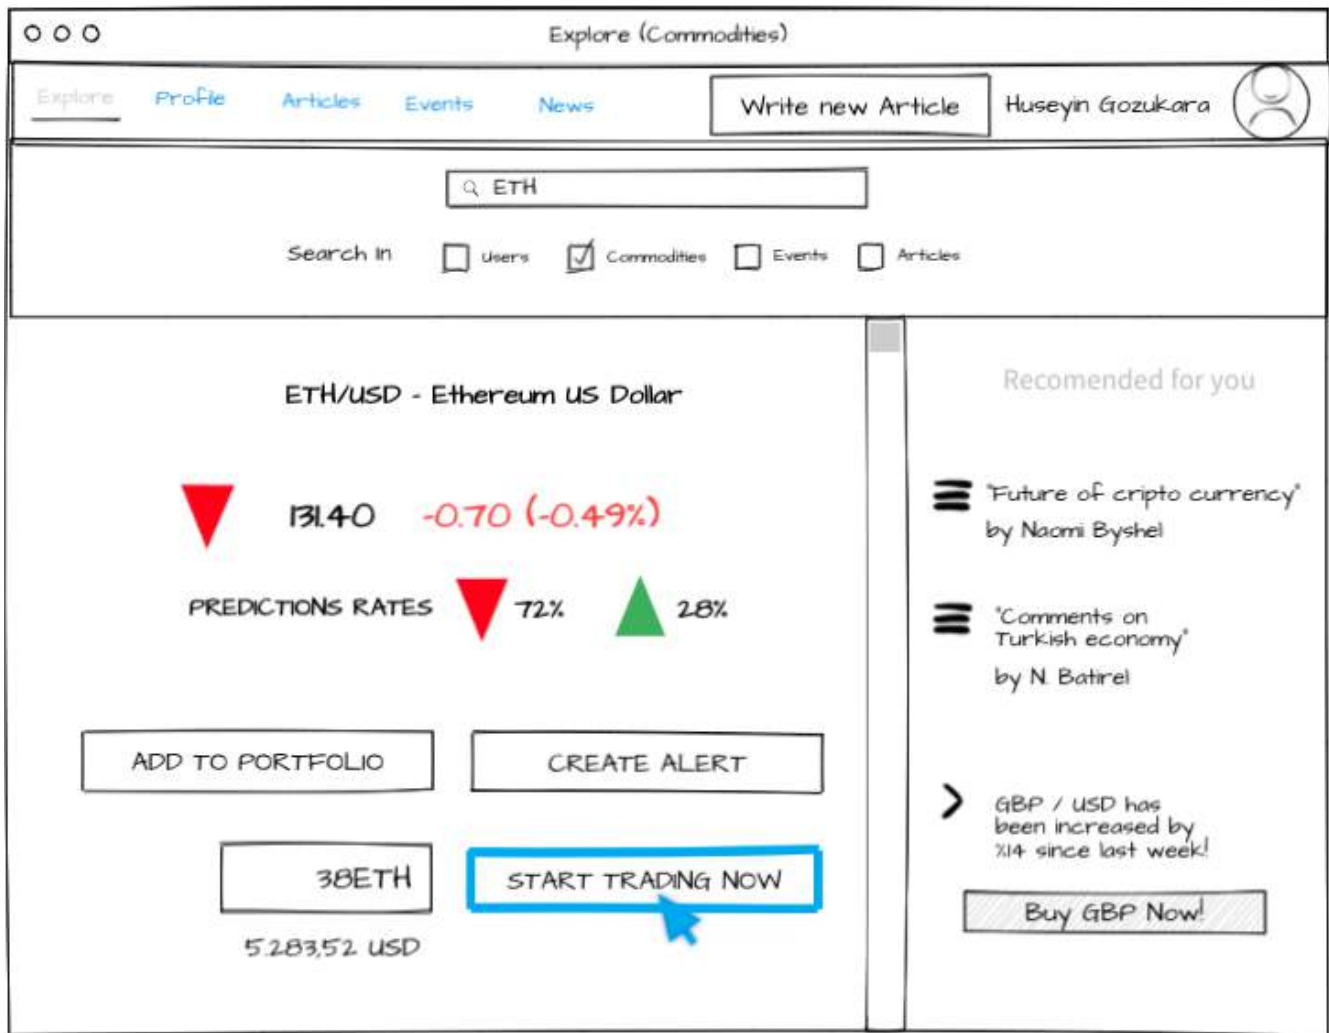 Explore (Commodities)
Explore Profile Articles Events News Write new Article Huseyin Gozukara
ETH
Search In Users Commodities Events Articles
ETH/USD - Ethereum US Dollar
131.40 -0.70 (-0.49%)
PREDICTIONS RATES 72% 28%
ADD TO PORTFOLIO CREATE ALERT
38ETH START TRADING NOW
5.283,52 USD
Recomended for you
"Future of cripto currency"
by Naomi Byshel
"Comments on
Turkish economy"
by N. Batirel
GBP / USD has
been increased by
%14 since last week!
Buy GBP Now!